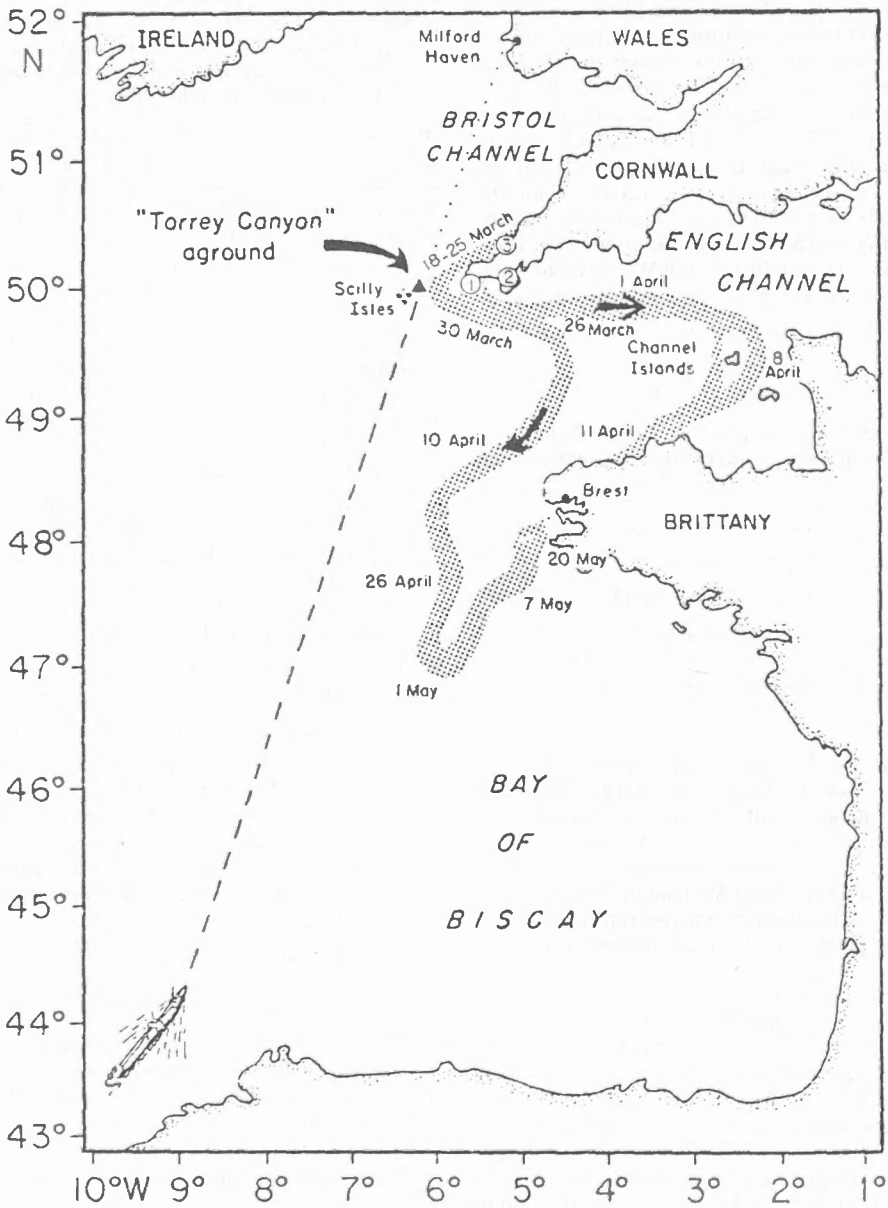 52°
N
51°
50°
49°
48°
47°
46°
45°
44°
43°
IRELAND
Milford
Haven
WALES
BRISTOL
CHANNEL
CORNWALL
"Torrey Canyon"
aground
18-25 March
3
ENGLISH
CHANNEL
1
2
1 April
Scilly
Isles
30 March
26 March
Channel
Islands
8
April
10 April
11 April
Brest
BRITTANY
26 April
20 May
7 May
1 May
BAY
OF
BISCAY
10°W
9°
8°
7°
6°
5°
4°
3°
2°
1°